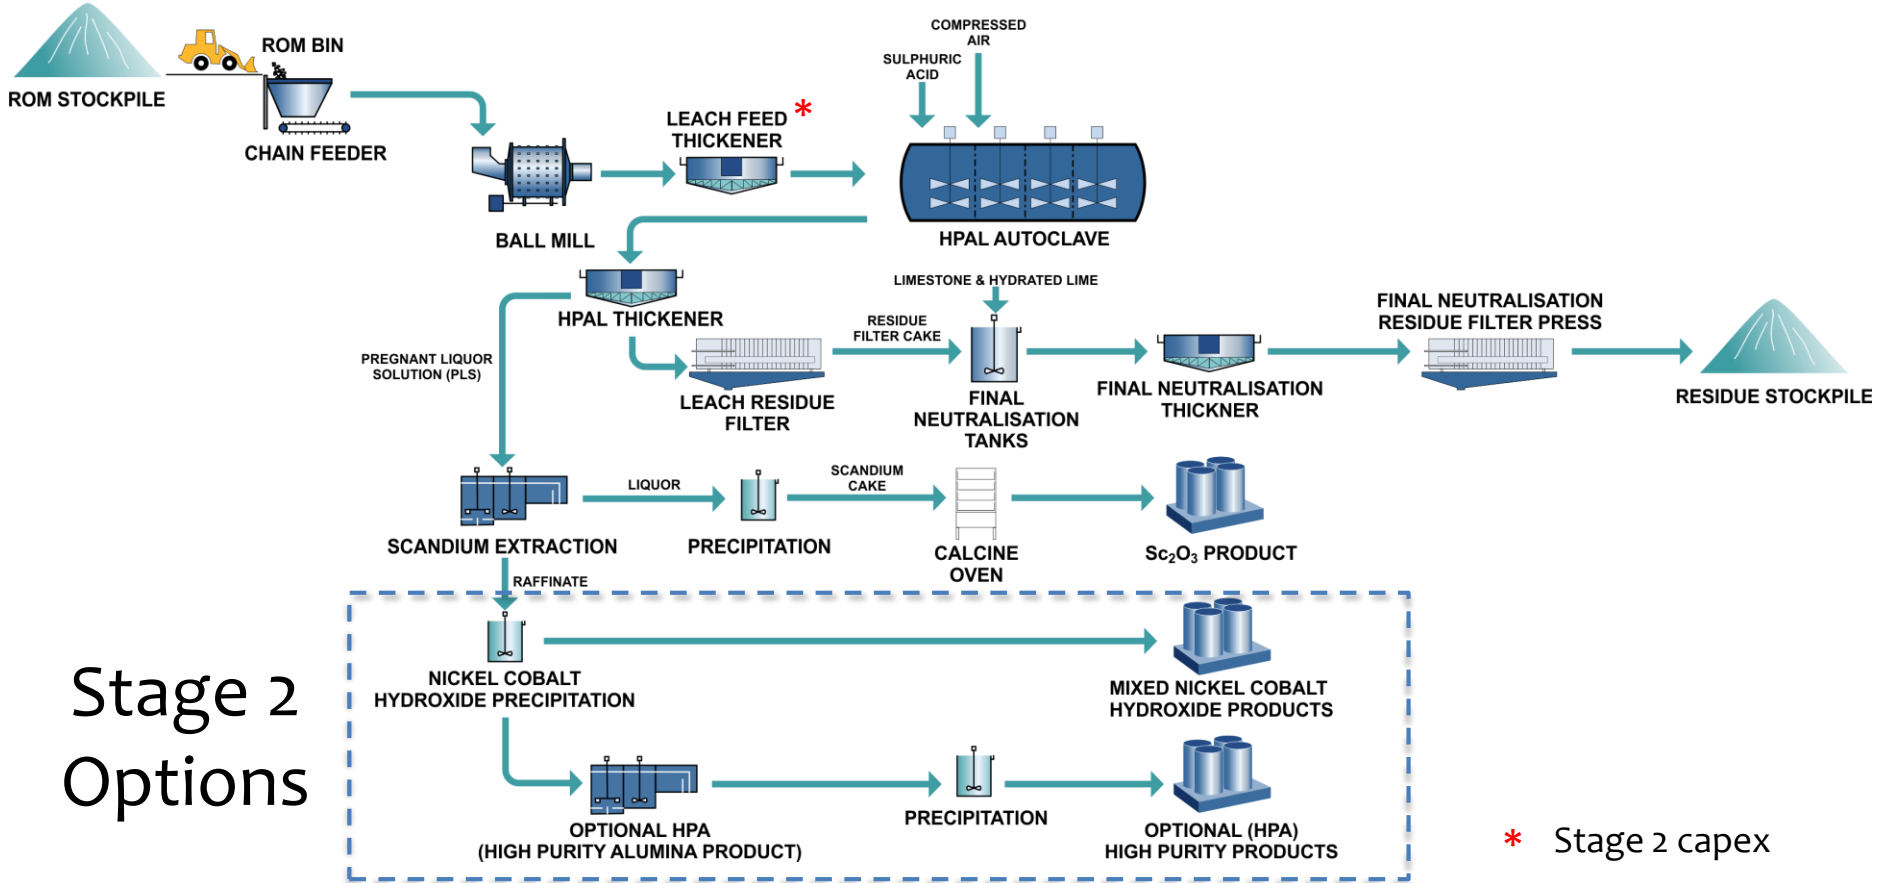 COMPRESSED
AIR
SULPHURIC
ACID
ROM BIN
ROM STOCKPILE
CHAIN FEEDER
LEACH FEED *
THICKENER
BALL MILL
HPAL AUTOCLAVE
HPAL THICKENER
LIMESTONE & HYDRATED LIME
PREGNANT LIQUOR
SOLUTION (PLS)
RESIDUE
FILTER CAKE
LEACH RESIDUE
FILTER
FINAL
NEUTRALISATION
TANKS
FINAL NEUTRALISATION
THICKNER
FINAL NEUTRALISATION
RESIDUE FILTER PRESS
RESIDUE STOCKPILE
SCANDIUM EXTRACTION
LIQUOR
PRECIPITATION
SCANDIUM
CAKE
CALCINE
OVEN
Sc₂O₃ PRODUCT
RAFFINATE
Stage 2
Options
NICKEL COBALT
HYDROXIDE PRECIPITATION
MIXED NICKEL COBALT
HYDROXIDE PRODUCTS
OPTIONAL HPA
(HIGH PURITY ALUMINA PRODUCT)
PRECIPITATION
OPTIONAL (HPA)
HIGH PURITY PRODUCTS
* Stage 2 capex